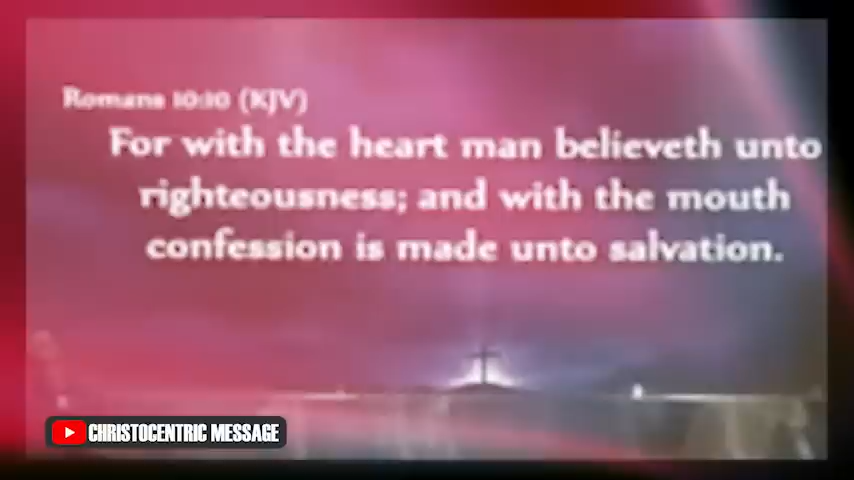 Romans 10:10 (KJV)
For with the heart man believeth unto
righteousness; and with the mouth
confession is made unto salvation.
CHRISTOCENTRIC MESSAGE